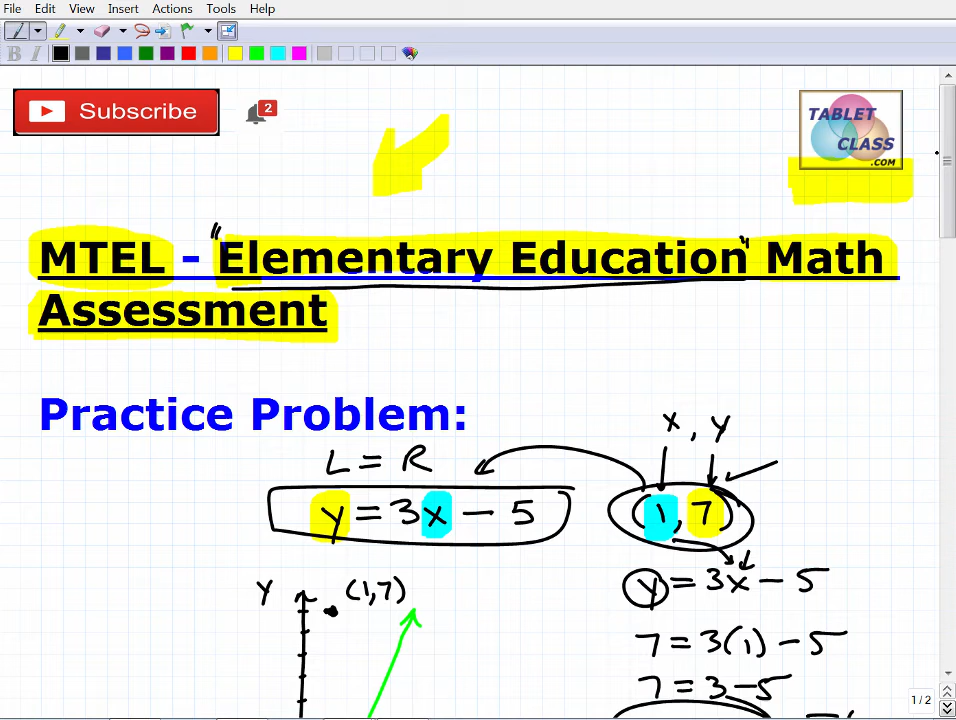 File Edit View Insert Actions Tools Help
B I
Subscribe
2
TABLET
CLASS
.COM
MTEL - "Elementary Education" Math
Assessment
Practice Problem:
x, y
L = R
y = 3x - 5
(1, 7)
y = 3x - 5
Y
(1,7)
7 = 3(1) - 5
7 = 3 - 5
1 / 2